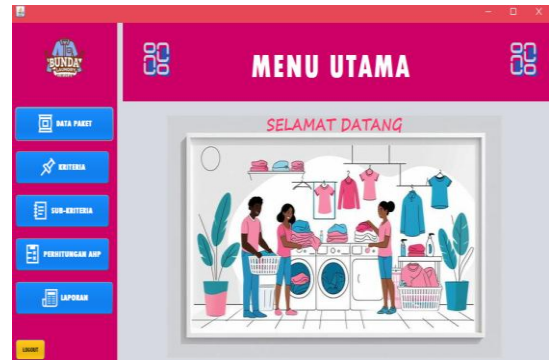 BUNDA
MENU UTAMA
SELAMAT DATANG
DATA PAKET
KRITERIA
SUB-KRITERIA
PERHITUNGAN AHP
LAPORAN
LOGOUT